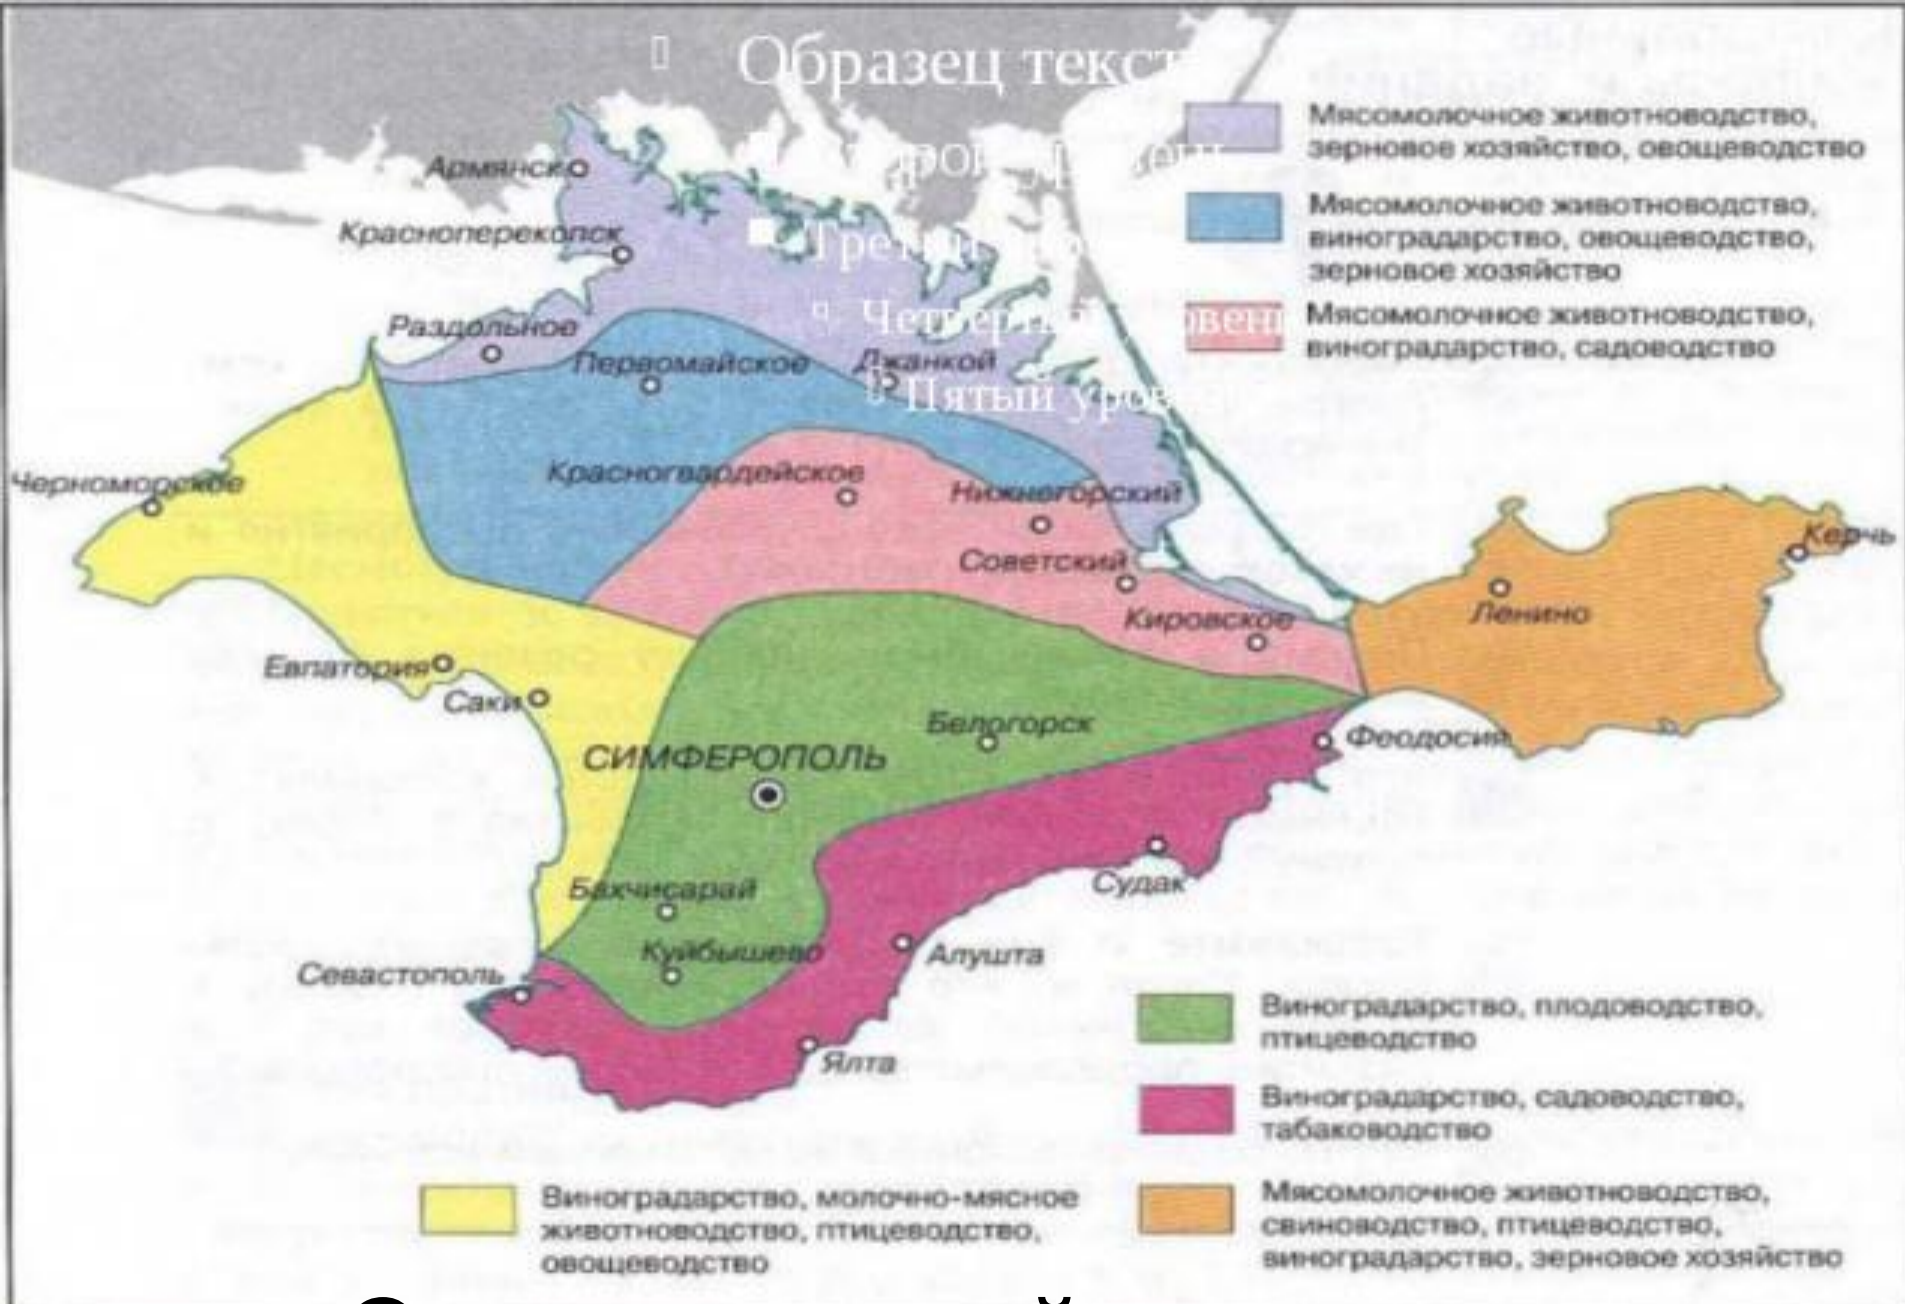 Образец текст
Мясомолочное животноводство,
зерновое хозяйство, овощеводство
Армянск
Мясомолочное животноводство,
виноградарство, овощеводство,
зерновое хозяйство
Красноперекопск
Мясомолочное животноводство,
виноградарство, садоводство
Раздольное
Первомайское
Джанкой
Пятый уров
Черноморское
Красногвардейское
Нижнегорский
Советский
Керчь
Ленино
Кировское
Евпатория
Саки
Белогорск
Феодосия
СИМФЕРОПОЛЬ
Бахчисарай
Судак
Куйбышево
Алушта
Севастополь
Ялта
Виноградарство, плодоводство,
птицеводство
Виноградарство, садоводство,
табаководство
Виноградарство, молочно-мясное
животноводство, птицеводство,
овощеводство
Мясомолочное животноводство,
свиноводство, птицеводство,
виноградарство, зерновое хозяйство